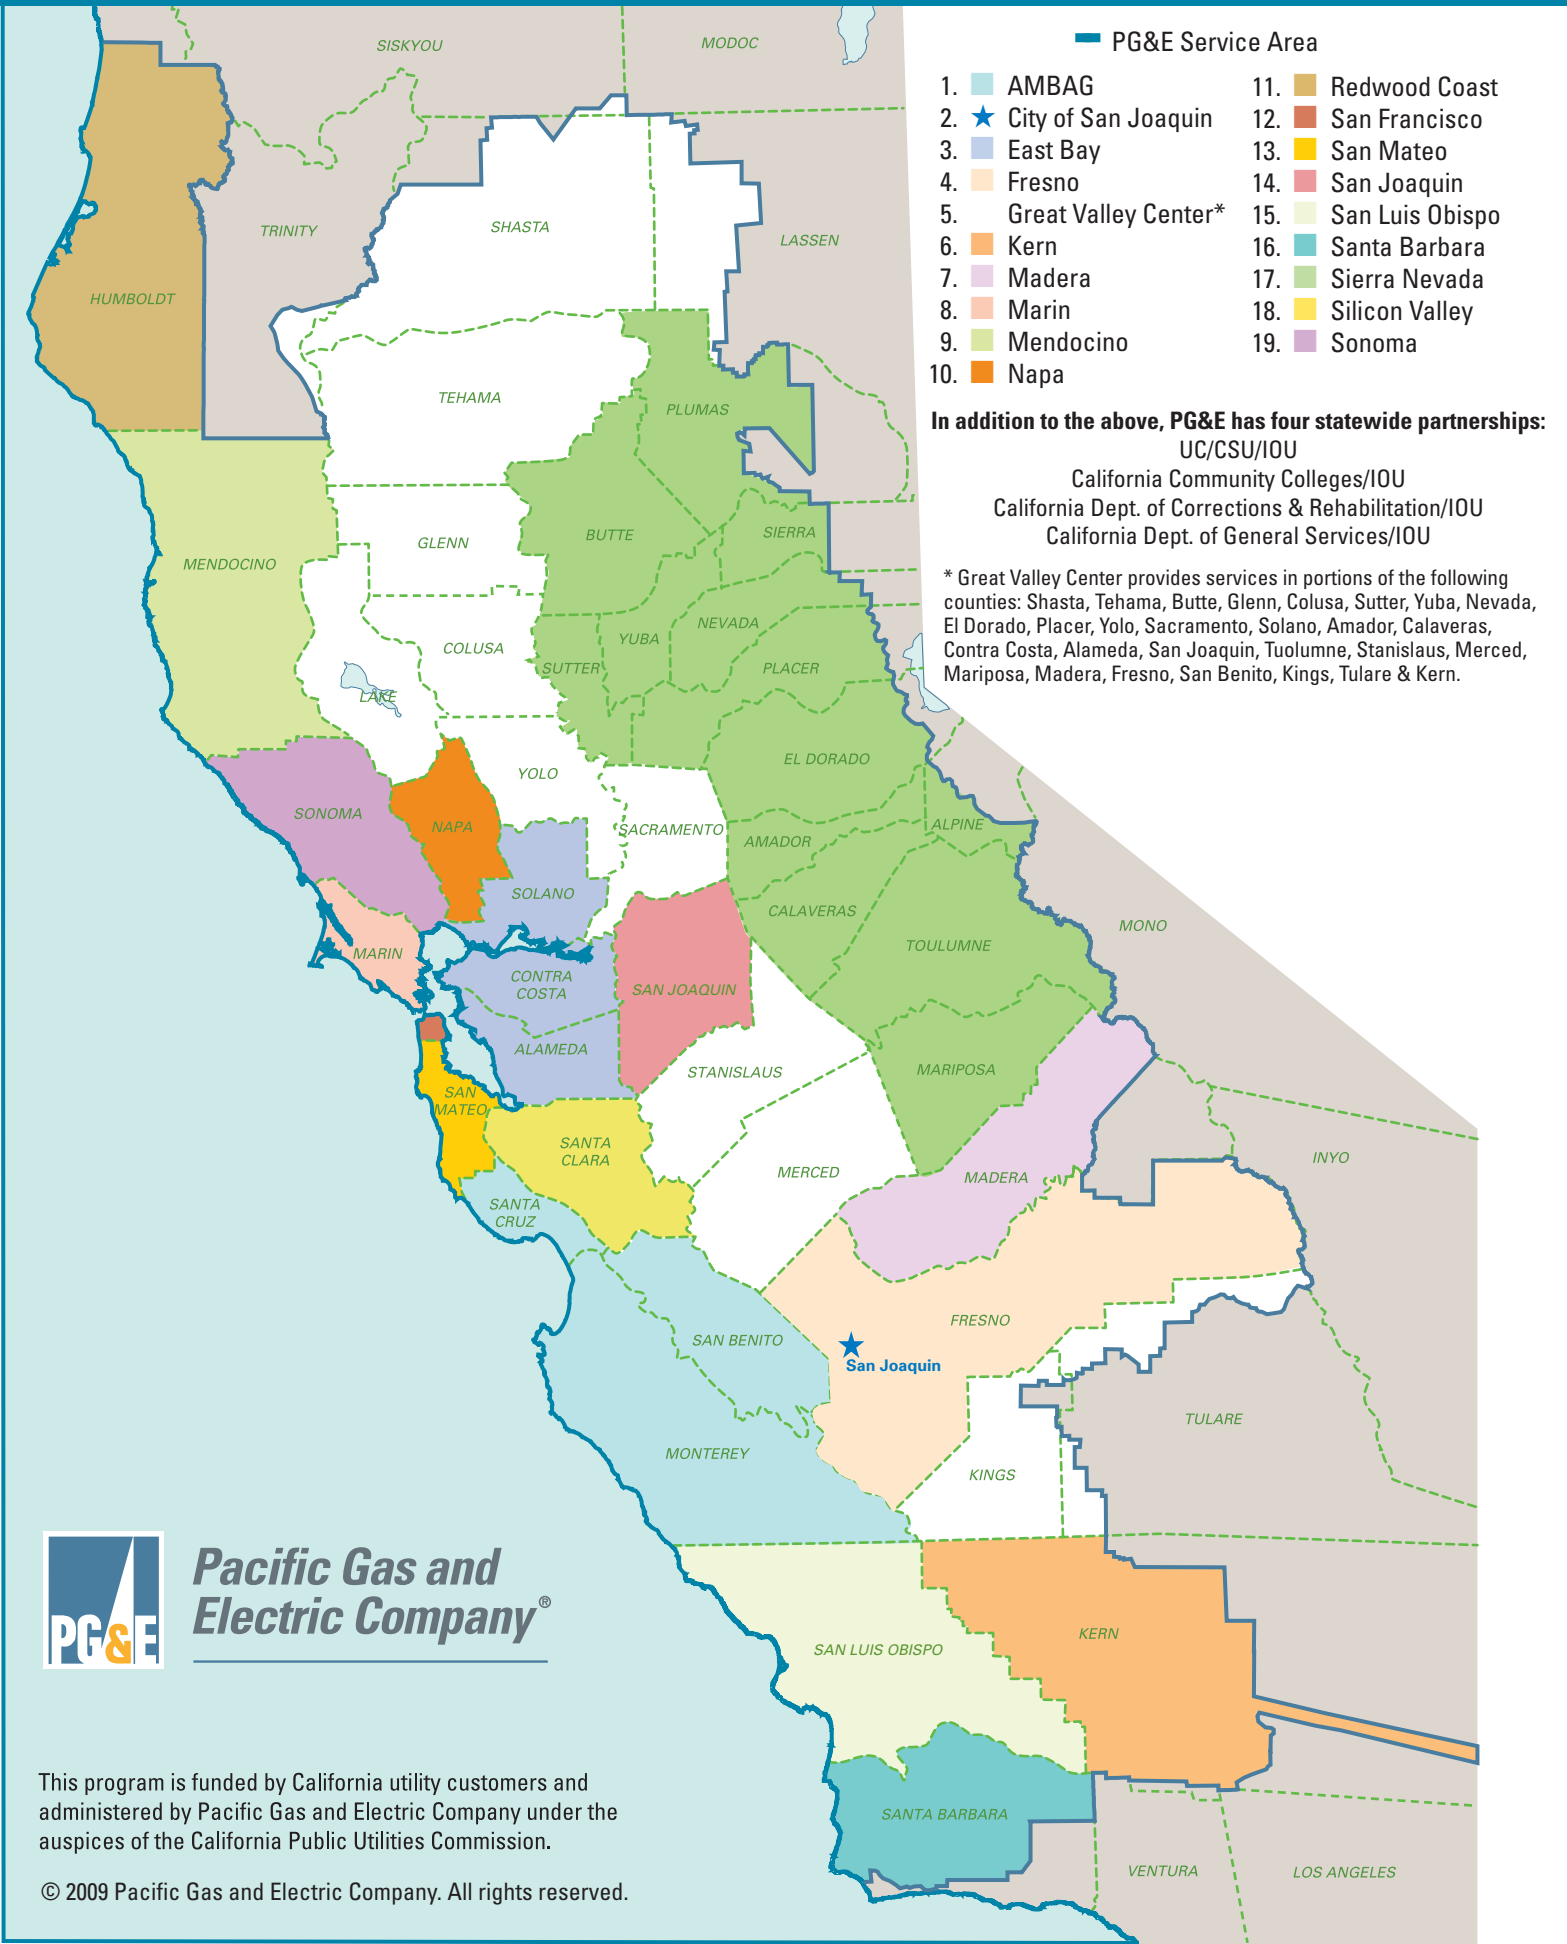 PG&E Service Area
1. AMBAG
2. City of San Joaquin
3. East Bay
4. Fresno
5. Great Valley Center*
6. Kern
7. Madera
8. Marin
9. Mendocino
10. Napa
11. Redwood Coast
12. San Francisco
13. San Mateo
14. San Joaquin
15. San Luis Obispo
16. Santa Barbara
17. Sierra Nevada
18. Silicon Valley
19. Sonoma
In addition to the above, PG&E has four statewide partnerships:
UC/CSU/IOU
California Community Colleges/IOU
California Dept. of Corrections & Rehabilitation/IOU
California Dept. of General Services/IOU
* Great Valley Center provides services in portions of the following
counties: Shasta, Tehama, Butte, Glenn, Colusa, Sutter, Yuba, Nevada,
El Dorado, Placer, Yolo, Sacramento, Solano, Amador, Calaveras,
Contra Costa, Alameda, San Joaquin, Tuolumne, Stanislaus, Merced,
Mariposa, Madera, Fresno, San Benito, Kings, Tulare & Kern.
SISKYOU
MODOC
TRINITY
SHASTA
LASSEN
HUMBOLDT
TEHAMA
PLUMAS
GLENN
BUTTE
SIERRA
MENDOCINO
COLUSA
YUBA
NEVADA
SUTTER
PLACER
LAKE
YOLO
EL DORADO
SONOMA
NAPA
SACRAMENTO
AMADOR
ALPINE
SOLANO
CALAVERAS
MONO
MARIN
CONTRA
COSTA
SAN JOAQUIN
TOULUMNE
ALAMEDA
STANISLAUS
MARIPOSA
SAN
MATEO
SANTA
CLARA
MERCED
MADERA
INYO
SANTA
CRUZ
SAN BENITO
FRESNO
San Joaquin
MONTEREY
KINGS
TULARE
SAN LUIS OBISPO
KERN
SANTA BARBARA
VENTURA
LOS ANGELES
PG&E
Pacific Gas and
Electric Company®
This program is funded by California utility customers and
administered by Pacific Gas and Electric Company under the
auspices of the California Public Utilities Commission.
© 2009 Pacific Gas and Electric Company. All rights reserved.